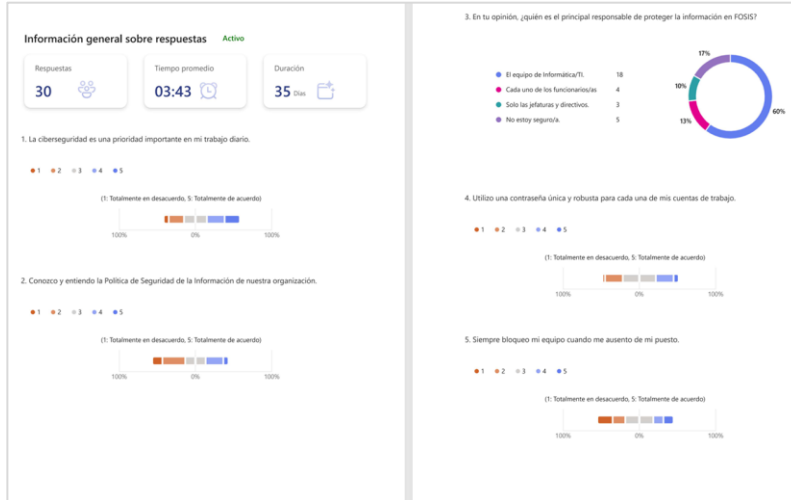 Información general sobre respuestas Activo
Respuestas
30
Tiempo promedio
03:43
Duración
35 Días
1. La ciberseguridad es una prioridad importante en mi trabajo diario.
1 2 3 4 5
(1: Totalmente en desacuerdo, 5: Totalmente de acuerdo)
100% 0% 100%
2. Conozco y entiendo la Política de Seguridad de la Información de nuestra organización.
1 2 3 4 5
(1: Totalmente en desacuerdo, 5: Totalmente de acuerdo)
100% 0% 100%
3. En tu opinión, ¿quién es el principal responsable de proteger la información en FOSIS?
El equipo de Informática/TI. 18
Cada uno de los funcionarios/as 4
Solo las jefaturas y directivos. 3
No estoy seguro/a. 5
17%
10%
13%
60%
4. Utilizo una contraseña única y robusta para cada una de mis cuentas de trabajo.
1 2 3 4 5
(1: Totalmente en desacuerdo, 5: Totalmente de acuerdo)
100% 0% 100%
5. Siempre bloqueo mi equipo cuando me ausento de mi puesto.
1 2 3 4 5
(1: Totalmente en desacuerdo, 5: Totalmente de acuerdo)
100% 0% 100%